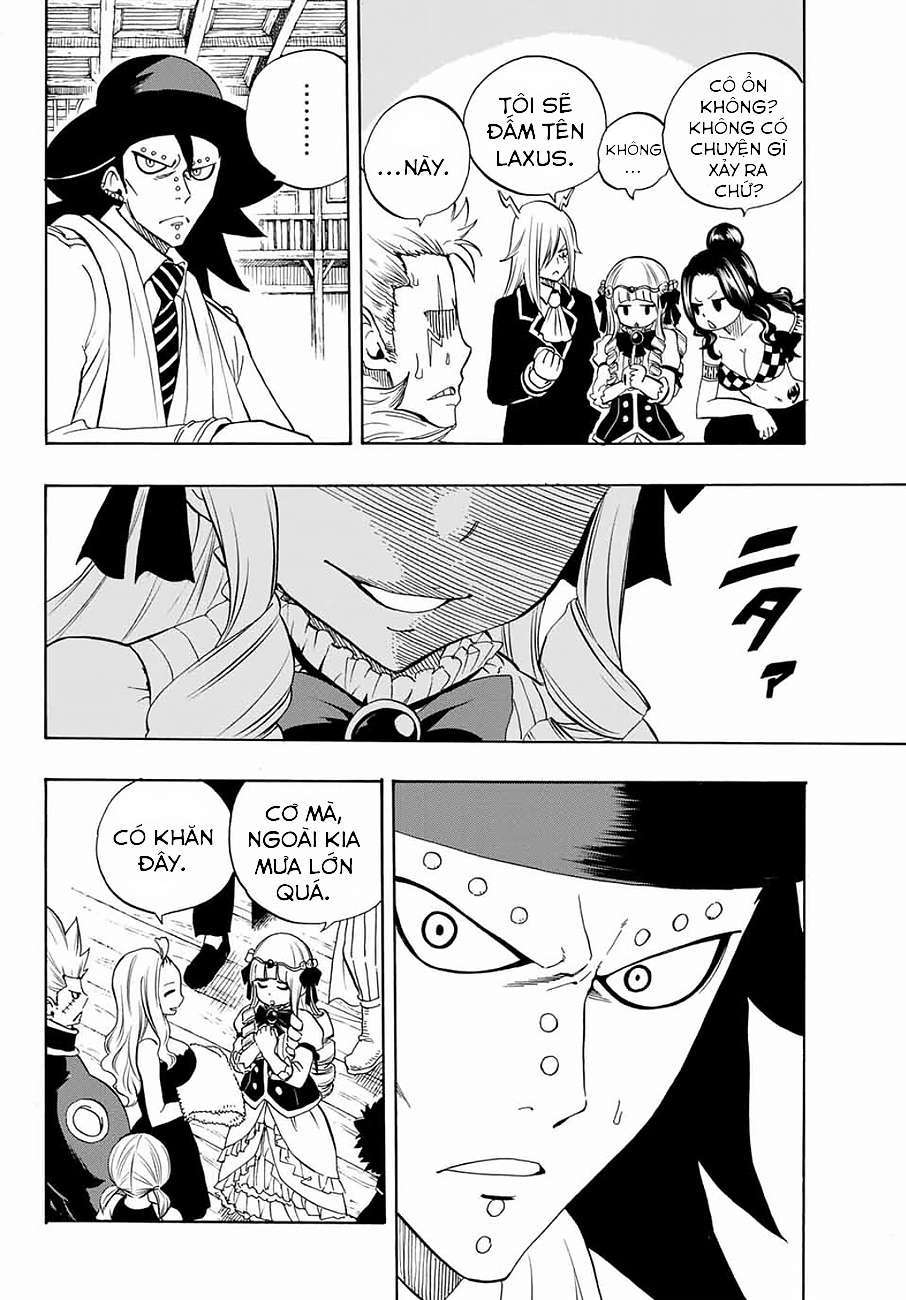 CÔ ỔN
KHÔNG?
KHÔNG CÓ
CHUYỆN GÌ
XẢY RA
CHỨ?
KHÔNG
...
TÔI SẼ
ĐẤM TÊN
LAXUS.
...NÀY.
.........
ニタァ
CƠ MÀ,
NGOÀI KIA
MƯA LỚN
QUÁ.
CÓ KHĂN
ĐÂY.